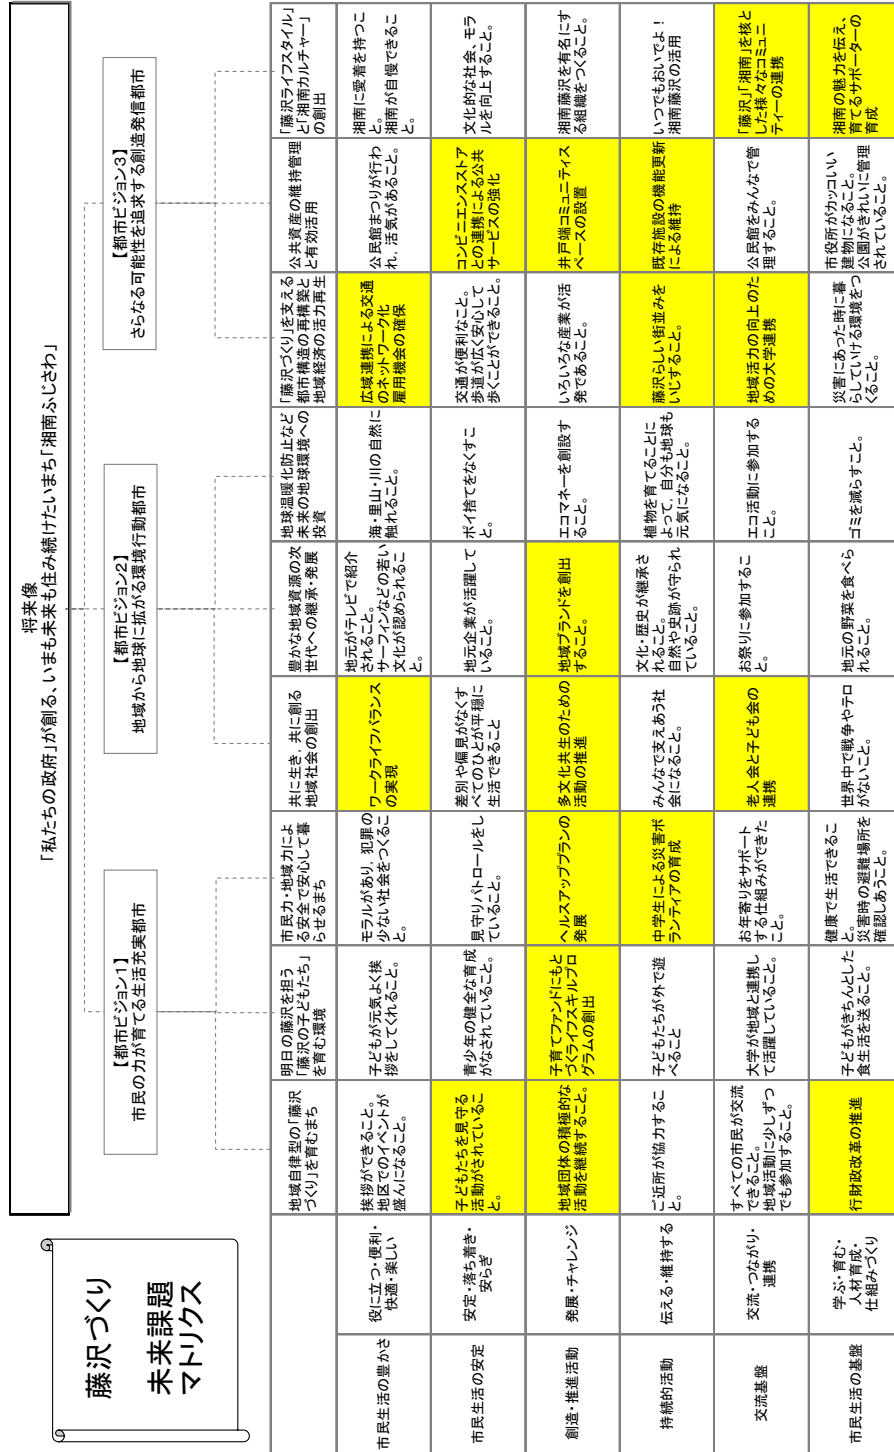 藤沢づくり
未来課題
マトリクス
将来像
「私たちの政府」が創る、いまも未来も住み続けたいまち「湘南ふじさわ」
【都市ビジョン1】
市民の力が育てる生活充実都市
【都市ビジョン2】
地域から地球に拡がる環境行動都市
【都市ビジョン3】
さらなる可能性を追求する創造発信都市
地域自律型の「藤沢
づくり」を育むまち
明日の藤沢を担う
「藤沢の子どもたち」
を育む環境
市民力・地域力によ
る安全で安心して暮
らせるまち
共に生き、共に創る
地域社会の創出
豊かな地域資源の次
世代への継承・発展
地球温暖化防止など
未来の地球環境への
投資
「藤沢づくり」を支える
都市構造の再構築と
地域経済の活力再生
公共資産の維持管理
と有効活用
「藤沢ライフスタイル」
と「湘南カルチャー」
の創出
市民生活の豊かさ
役に立つ・便利・
快適・楽しい
挨拶ができること。
地区でのイベントが
盛んになること。
子どもが元気よく挨
拶をしてくれること。
モラルがあり、犯罪の
少ない社会をつくるこ
と。
ワークライフバランス
の実現
地元がテレビで紹介
されること。
サーフィンなどの若い
文化が認められるこ
と。
海・里山・川の自然に
触れること。
広域連携による交通
のネットワーク化
雇用機会の確保
公民館まつりが行わ
れ、活気があること。
湘南に愛着を持つこ
と。
湘南が自慢できるこ
と。
市民生活の安定
安定・落ち着き・
安らぎ
子どもたちを見守る
活動がされているこ
と。
青少年の健全な育成
がなされていること。
見守りパトロールをし
ていること。
差別や偏見がなくす
べてのひとが平穏に
生活できること
地元企業が活躍して
いること。
ポイ捨てをなくすこ
と。
交通が便利なこと。
歩道が広く安心して
歩くことができること。
コンビニエンスストア
との連携による公共
サービスの強化
文化的な社会、モラ
ルを向上すること。
創造・推進活動
発展・チャレンジ
地域団体の積極的な
活動を継続すること。
子育てファンドにもと
づくライフスキルプロ
グラムの創出
ヘルスアッププランの
発展
多文化共生のための
活動の推進
地域ブランドを創出
すること。
エコマネーを創設す
ること。
いろいろな産業が活
発であること。
井戸端コミュニティス
ペースの設置
湘南藤沢を有名にす
る組織をつくること。
持続的活動
伝える・維持する
ご近所が協力するこ
と。
子どもたちが外で遊
べること
中学生による災害ボ
ランティアの育成
みんなで支えあう社
会になること。
文化・歴史が継承さ
れること。
自然や史跡が守られ
ていること。
植物を育てることに
よって、自分も地球も
元気になること。
藤沢らしい街並みを
いじすること。
既存施設の機能更新
による維持
いつでもおいでよ！
湘南藤沢の活用
交流基盤
交流・つながり・
連携
すべての市民が交流
できること。
地域活動に少しずつ
でも参加すること。
大学が地域と連携し
て活躍していること。
お年寄りをサポート
する仕組みができた
こと。
老人会と子ども会の
連携
お祭りに参加するこ
と。
エコ活動に参加する
こと。
地域活力の向上のた
めの大学連携
公民館をみんなで管
理すること。
「藤沢」「湘南」を核と
した様々なコミュニ
ティーの連携
市民生活の基盤
学ぶ・育む・
人材育成・
仕組みづくり
行財政改革の推進
子どもがきちんとした
食生活を送ること。
健康で生活できるこ
と。
災害時の避難場所を
確認しあうこと。
世界中で戦争やテロ
がないこと。
地元の野菜を食べら
れること。
ゴミを減らすこと。
災害にあった時に暮
らしていける環境をつ
くること。
市役所がカッコいい
建物になること。
公園がきれいに管理
されていること。
湘南の魅力を伝え、
育てるサポーターの
育成